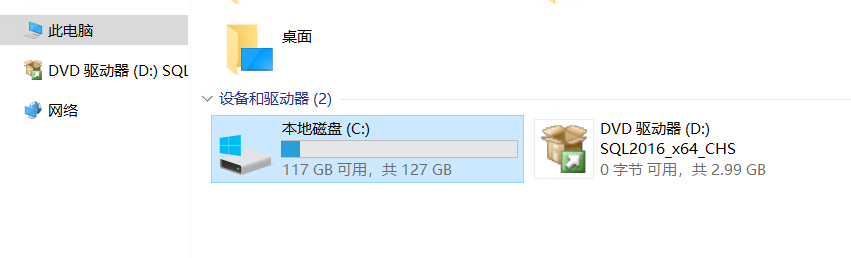 此电脑
DVD 驱动器 (D:) SQL
网络
桌面
设备和驱动器 (2)
本地磁盘 (C:)
117 GB 可用，共 127 GB
DVD 驱动器 (D:)
SQL2016_x64_CHS
0 字节 可用，共 2.99 GB